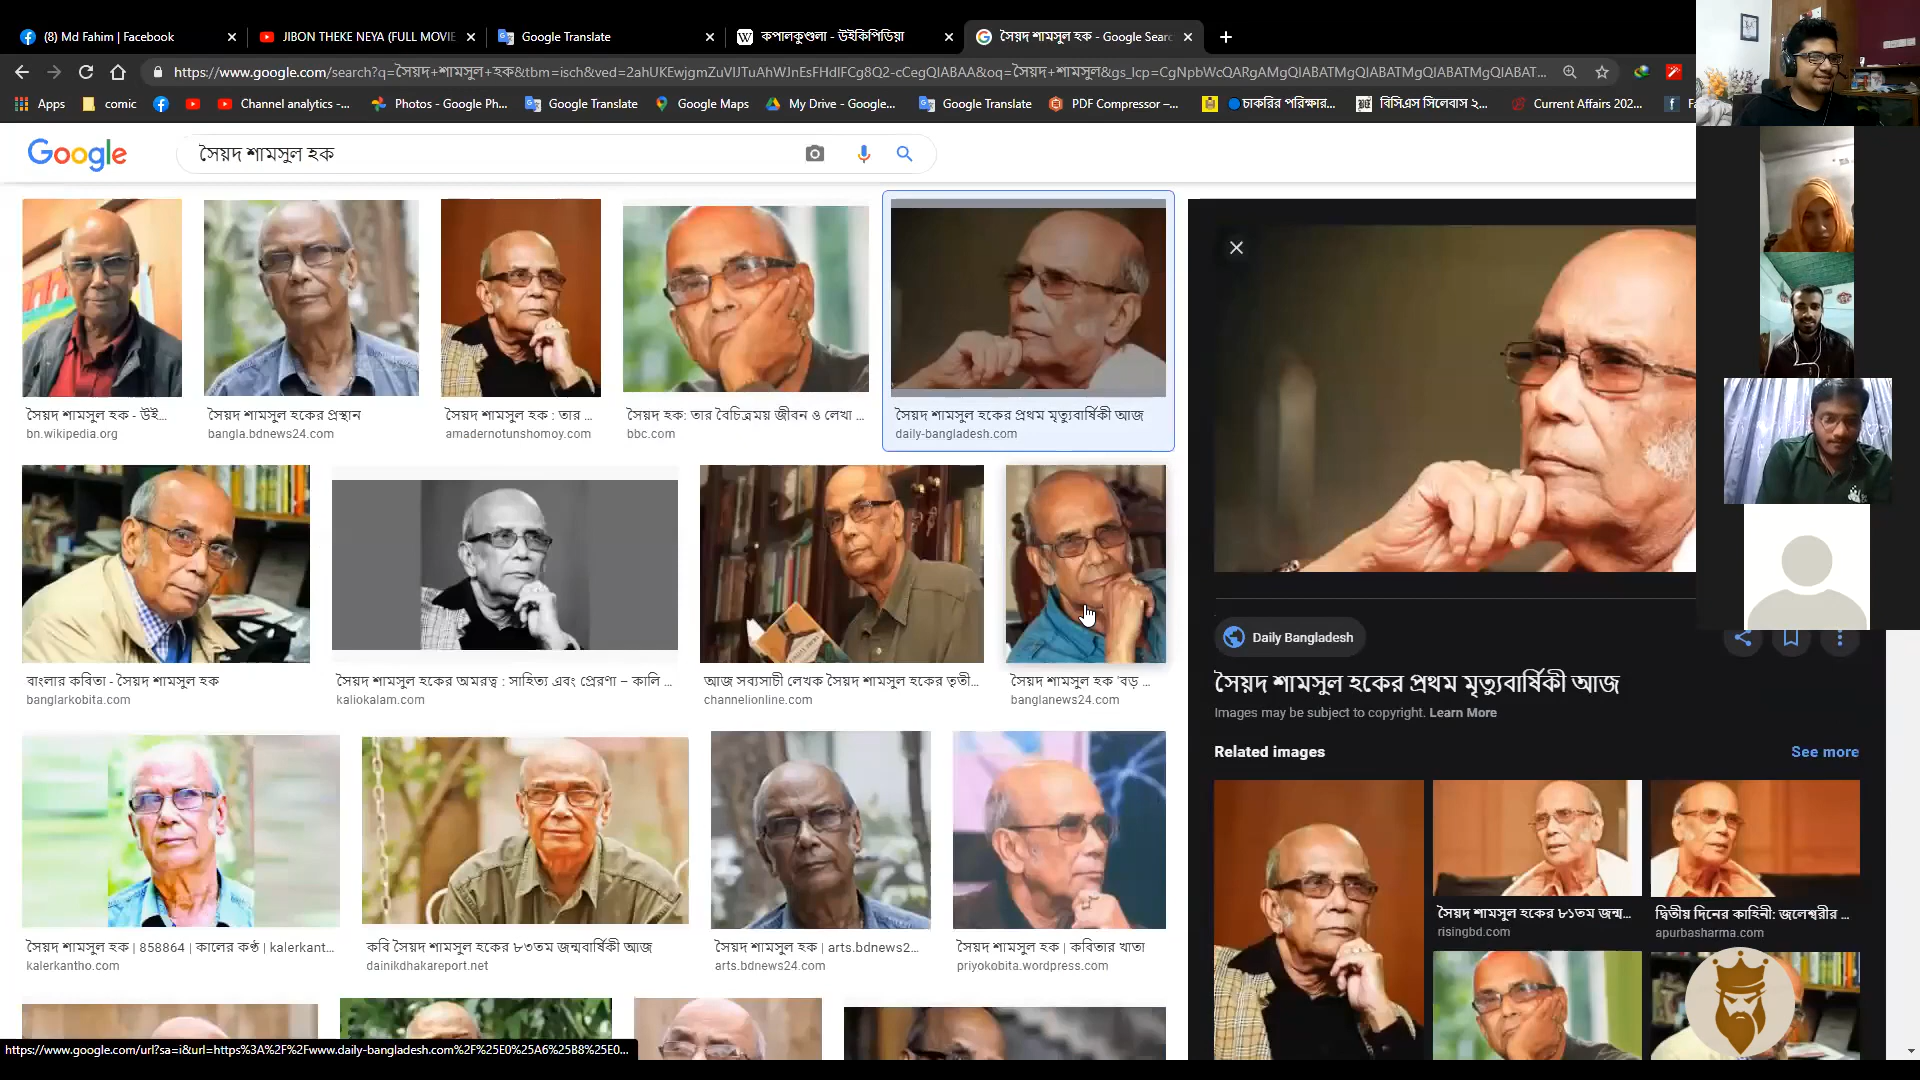 (8) Md Fahim | Facebook
JIBON THEKE NEYA (FULL MOVIE
Google Translate
কপালকুণ্ডলা - উইকিপিডিয়া
সৈয়দ শামসুল হক - Google Sear
https://www.google.com/search?q=সৈয়দ+শামসুল+হক&tbm=isch&ved=2ahUKEwjgmZuVlJTuAhWJnEsFHdlFCg8Q2-cCegQIABAA&oq=সৈয়দ+শামসুল&gs_lcp=CgNpbWcQARgAMgQIABATMgQIABATMgQIABATMgQIABATMgQIABAT...
Apps
comic
Channel analytics -...
Photos - Google Ph...
Google Translate
Google Maps
My Drive - Google...
Google Translate
PDF Compressor –...
চাকরির পরিক্ষার...
বিসিএস সিলেবাস ২...
Current Affairs 202...
Google
সৈয়দ শামসুল হক
সৈয়দ শামসুল হক - উই...
bn.wikipedia.org
সৈয়দ শামসুল হকের প্রস্থান
bangla.bdnews24.com
সৈয়দ শামসুল হক : তার ...
amadernotunshomoy.com
সৈয়দ হক: তার বৈচিত্রময় জীবন ও লেখা ...
bbc.com
সৈয়দ শামসুল হকের প্রথম মৃত্যুবার্ষিকী আজ
daily-bangladesh.com
বাংলার কবিতা - সৈয়দ শামসুল হক
banglarkobita.com
সৈয়দ শামসুল হকের অমরত্ব : সাহিত্য এবং প্রেরণা – কালি ...
kaliokalam.com
আজ সব্যসাচী লেখক সৈয়দ শামসুল হকের তৃতী...
channelionline.com
সৈয়দ শামসুল হক 'বড় ...
banglanews24.com
Daily Bangladesh
সৈয়দ শামসুল হকের প্রথম মৃত্যুবার্ষিকী আজ
Images may be subject to copyright. Learn More
Related images
See more
সৈয়দ শামসুল হক | 858864 | কালের কণ্ঠ | kalerkant...
kalerkantho.com
কবি সৈয়দ শামসুল হকের ৮৩তম জন্মবার্ষিকী আজ
dainikdhakareport.net
সৈয়দ শামসুল হক | arts.bdnews2...
arts.bdnews24.com
সৈয়দ শামসুল হক | কবিতার খাতা
priyokobita.wordpress.com
সৈয়দ শামসুল হকের ৮১তম জন্ম...
risingbd.com
দ্বিতীয় দিনের কাহিনী: জলেশ্বরীর ...
apurbasharma.com
https://www.google.com/url?sa=i&url=https%3A%2F%2Fwww.daily-bangladesh.com%2F%25E0%25A6%25B8%25E0...